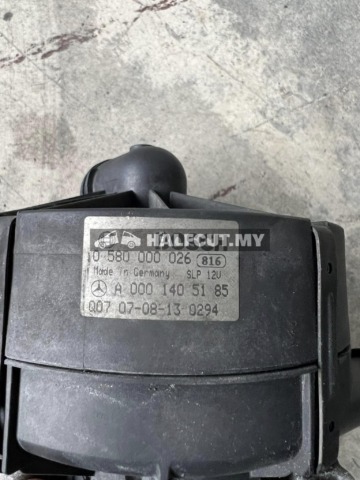 HALFCUT.MY
0 580 000 026 816
Made in Germany SLP 12V
A 000 140 51 85
Q07 07-08-13 0294